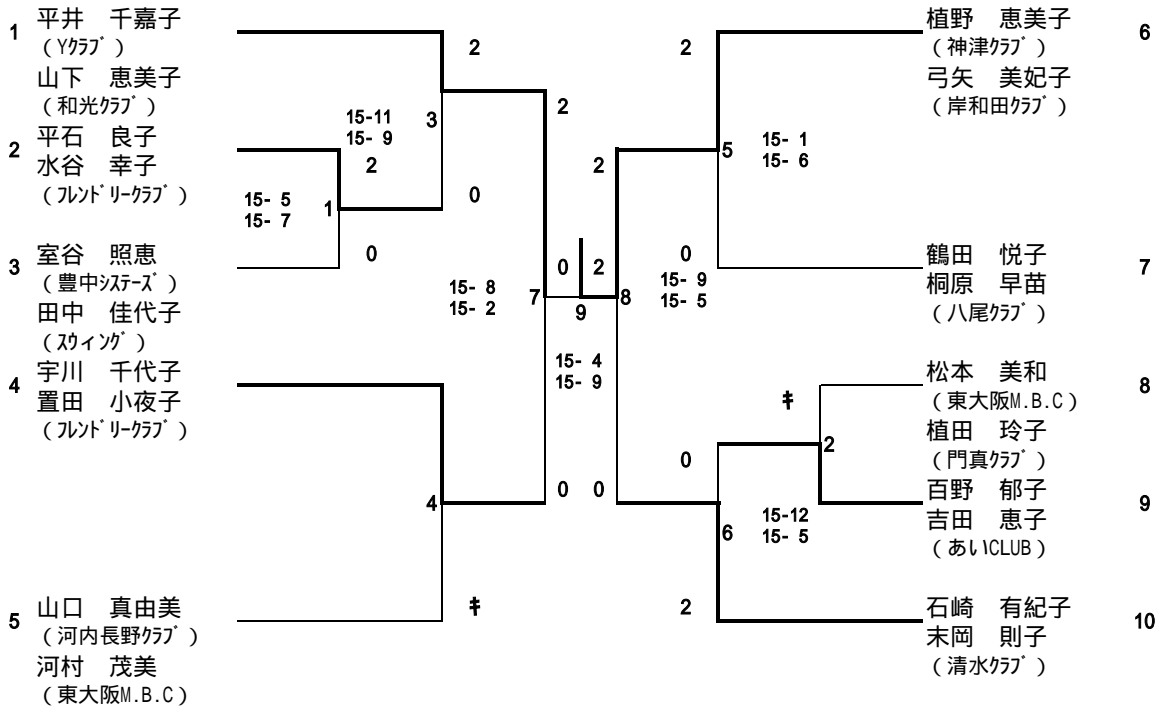 1
平井　千嘉子
（Yｸﾗﾌﾞ）
山下　恵美子
（和光ｸﾗﾌﾞ）
2
平石　良子
水谷　幸子
（ﾌﾚﾝﾄﾞリークﾗﾌﾞ）
3
室谷　照恵
（豊中ｼｽﾃｰｽﾞ）
田中　佳代子
（ｽｳｨﾝｸﾞ）
4
宇川　千代子
置田　小夜子
（ﾌﾚﾝﾄﾞリークﾗﾌﾞ）
5
山口　真由美
（河内長野ｸﾗﾌﾞ）
河村　茂美
（東大阪M.B.C）
2
15-11
15- 9
3
2
15- 5
15- 7
1
0
0
2
15- 8
15- 2
7
0
2
9
8
15- 4
15- 9
4
0
0
ｷ
2
2
5
15- 1
15- 6
0
15- 9
15- 5
ｷ
2
0
6
15-12
15- 5
2
植野　恵美子
（神津ｸﾗﾌﾞ）
弓矢　美妃子
（岸和田ｸﾗﾌﾞ）
6
鶴田　悦子
桐原　早苗
（八尾ｸﾗﾌﾞ）
7
松本　美和
（東大阪M.B.C）
植田　玲子
（門真ｸﾗﾌﾞ）
8
百野　郁子
吉田　恵子
（あいCLUB）
9
石崎　有紀子
末岡　則子
（清水ｸﾗﾌﾞ）
10